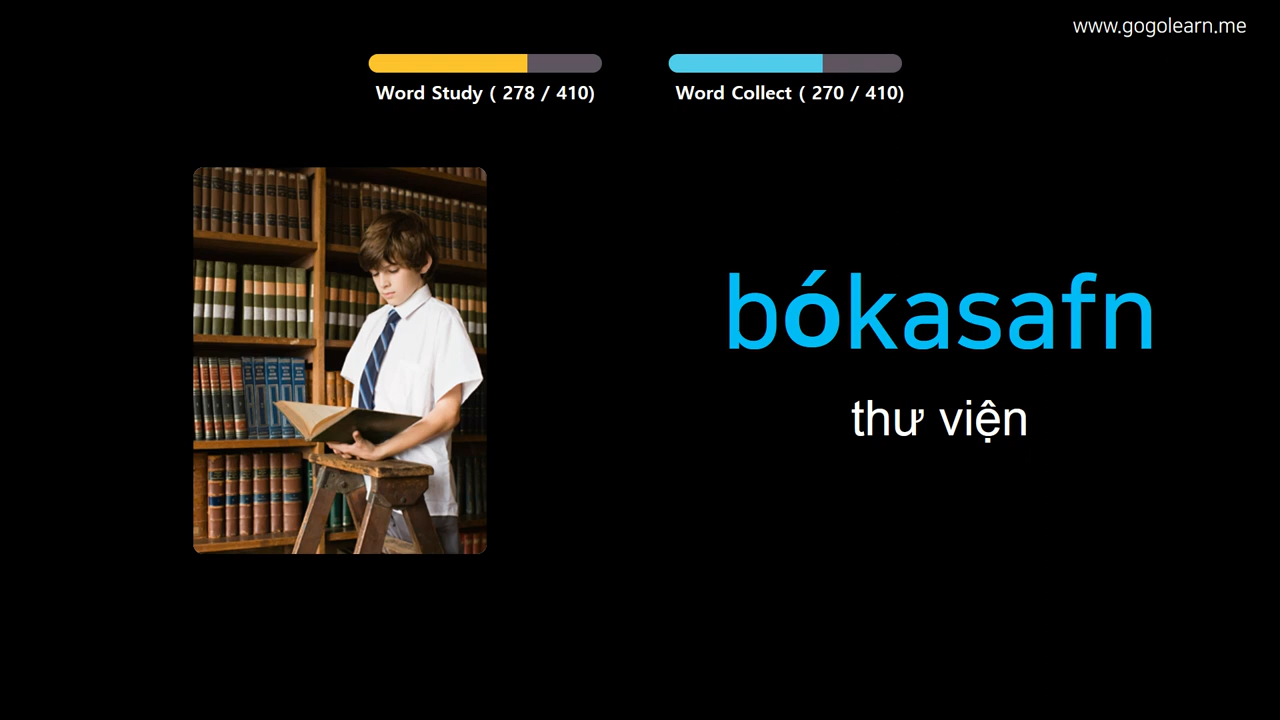 www.gogolearn.me
Word Study ( 278 / 410)
Word Collect ( 270 / 410)
bókasafn
thư viện